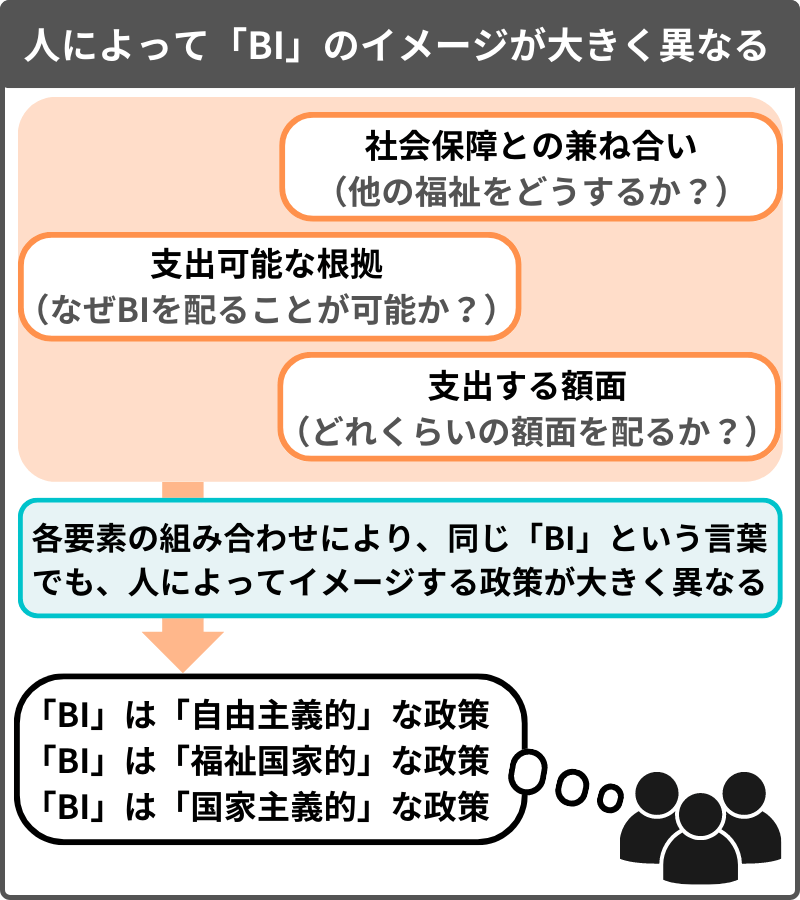 人によって「BI」のイメージが大きく異なる
社会保障との兼ね合い
（他の福祉をどうするか？）
支出可能な根拠
（なぜBIを配ることが可能か？）
支出する額面
（どれくらいの額面を配るか？）
各要素の組み合わせにより、同じ「BI」という言葉
でも、人によってイメージする政策が大きく異なる
「BI」は「自由主義的」な政策
「BI」は「福祉国家的」な政策
「BI」は「国家主義的」な政策